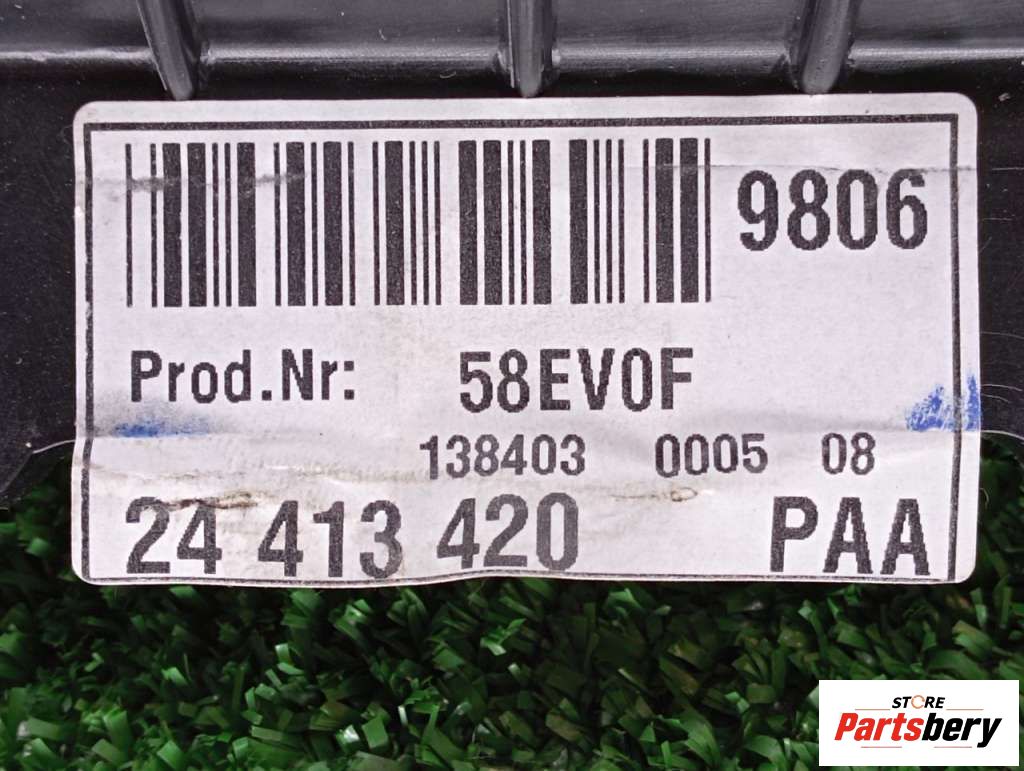 9806
Prod.Nr: 58EV0F
138403 0005 08
24 413 420 PAA
STORE
Partsbery